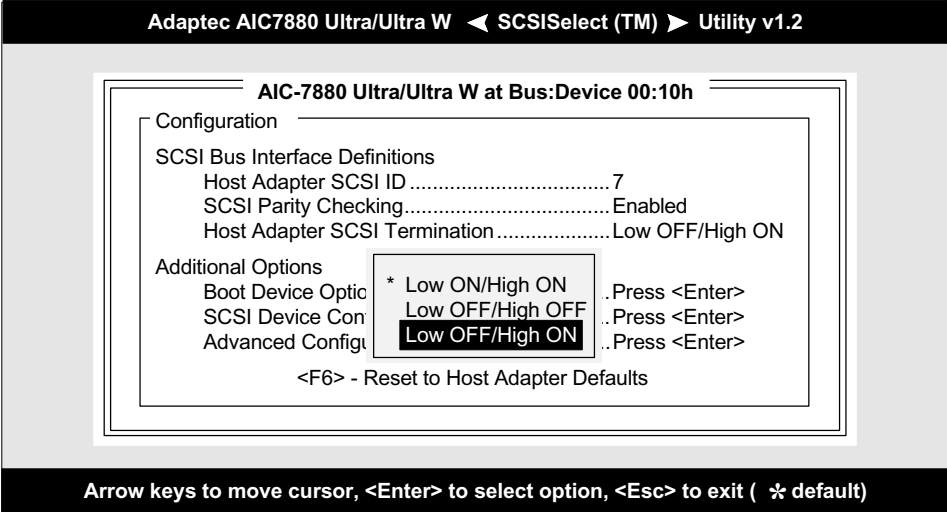 Adaptec AIC7880 Ultra/Ultra W ◄ SCSISelect (TM) ► Utility v1.2
AIC-7880 Ultra/Ultra W at Bus:Device 00:10h
Configuration
SCSI Bus Interface Definitions
Host Adapter SCSI ID ...................................7
SCSI Parity Checking....................................Enabled
Host Adapter SCSI Termination....................Low OFF/High ON
Additional Options
Boot Device Optio ..Press <Enter>
SCSI Device Con ..Press <Enter>
Advanced Configu ..Press <Enter>
* Low ON/High ON
Low OFF/High OFF
Low OFF/High ON
<F6> - Reset to Host Adapter Defaults
Arrow keys to move cursor, <Enter> to select option, <Esc> to exit ( * default)